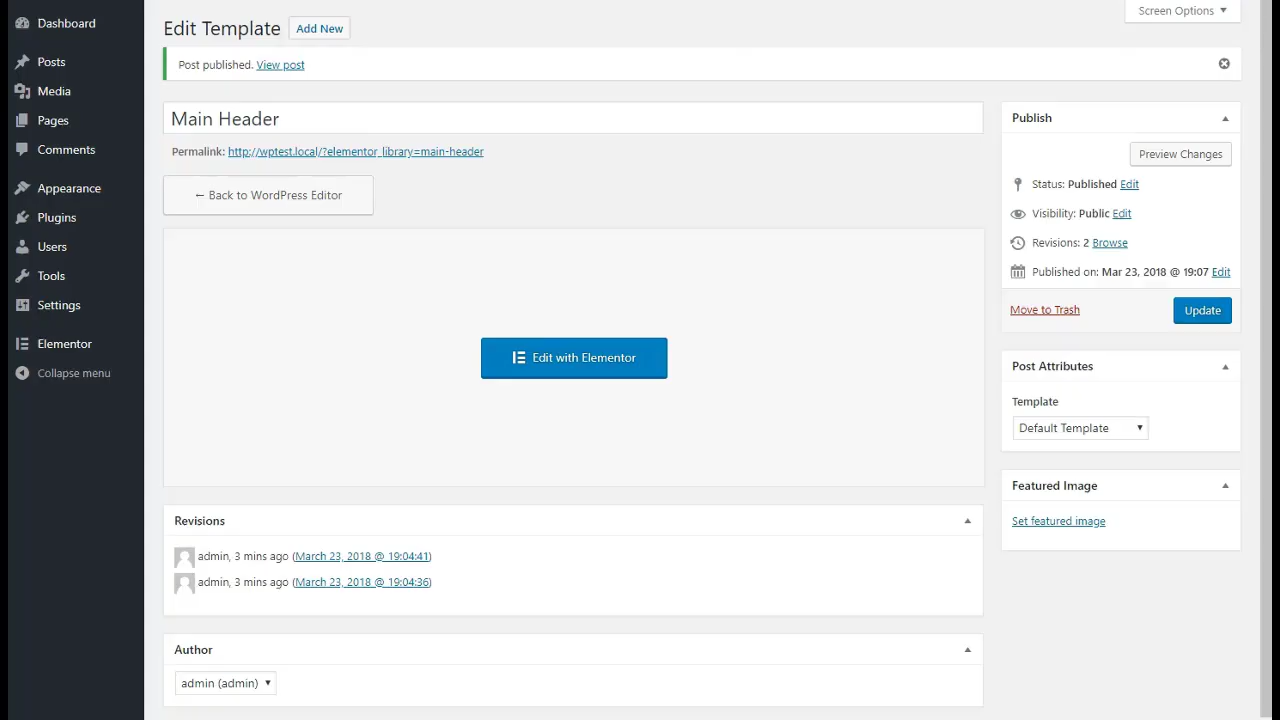 Dashboard
Posts
Media
Pages
Comments
Appearance
Plugins
Users
Tools
Settings
Elementor
Collapse menu
Screen Options
Edit Template Add New
Post published. View post
Main Header
Permalink: http://wptest.local/?elementor_library=main-header
← Back to WordPress Editor
Edit with Elementor
Revisions
admin, 3 mins ago (March 23, 2018 @ 19:04:41)
admin, 3 mins ago (March 23, 2018 @ 19:04:36)
Author
admin (admin)
Publish
Preview Changes
Status: Published Edit
Visibility: Public Edit
Revisions: 2 Browse
Published on: Mar 23, 2018 @ 19:07 Edit
Move to Trash Update
Post Attributes
Template
Default Template
Featured Image
Set featured image